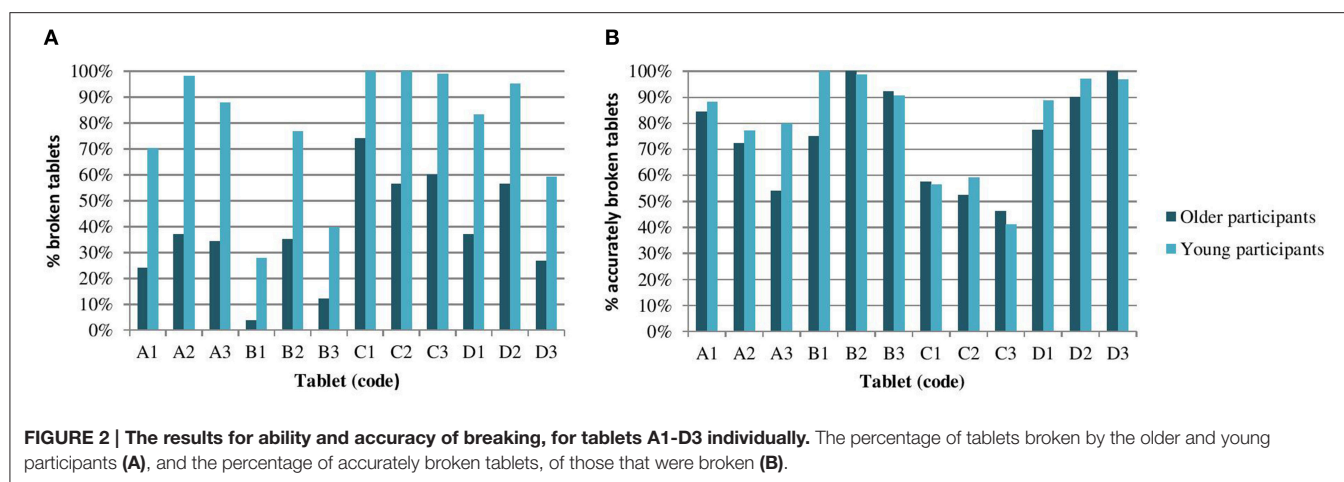 A
% broken tablets
100%
90%
80%
70%
60%
50%
40%
30%
20%
10%
0%
A1 A2 A3 B1 B2 B3 C1 C2 C3 D1 D2 D3
Tablet (code)
B
% accurately broken tablets
100%
90%
80%
70%
60%
50%
40%
30%
20%
10%
0%
A1 A2 A3 B1 B2 B3 C1 C2 C3 D1 D2 D3
Tablet (code)
Older participants
Young participants
FIGURE 2 | The results for ability and accuracy of breaking, for tablets A1-D3 individually. The percentage of tablets broken by the older and young
participants (A), and the percentage of accurately broken tablets, of those that were broken (B).